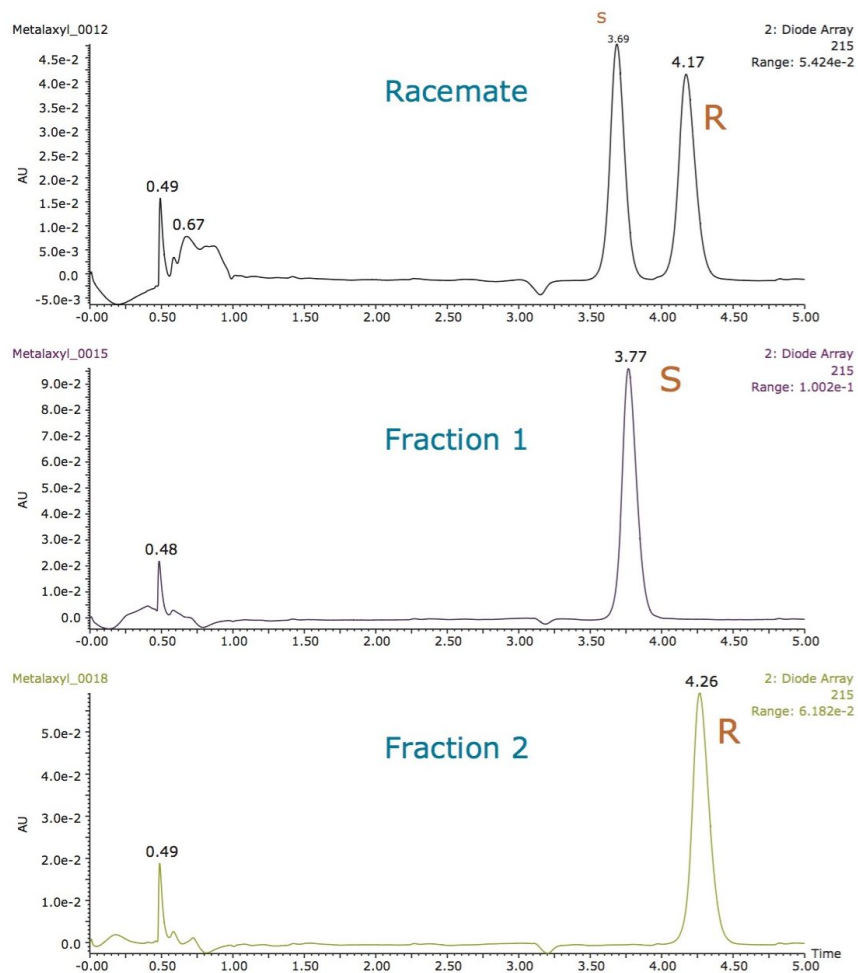 Metalaxyl_0012
S
2: Diode Array
215
Range: 5.424e-2
3.69
4.17
Racemate
R
4.5e-2
4.0e-2
3.5e-2
3.0e-2
2.5e-2
2.0e-2
1.5e-2
1.0e-2
5.0e-3
0.0
-5.0e-3
AU
0.49
0.67
-0.00 0.50 1.00 1.50 2.00 2.50 3.00 3.50 4.00 4.50 5.00
Metalaxyl_0015
2: Diode Array
215
Range: 1.002e-1
3.77
S
Fraction 1
9.0e-2
8.0e-2
7.0e-2
6.0e-2
5.0e-2
4.0e-2
3.0e-2
2.0e-2
1.0e-2
0.0
AU
0.48
-0.00 0.50 1.00 1.50 2.00 2.50 3.00 3.50 4.00 4.50 5.00
Metalaxyl_0018
2: Diode Array
215
Range: 6.182e-2
4.26
R
Fraction 2
5.0e-2
4.0e-2
3.0e-2
2.0e-2
1.0e-2
0.0
AU
0.49
Time
-0.00 0.50 1.00 1.50 2.00 2.50 3.00 3.50 4.00 4.50 5.00